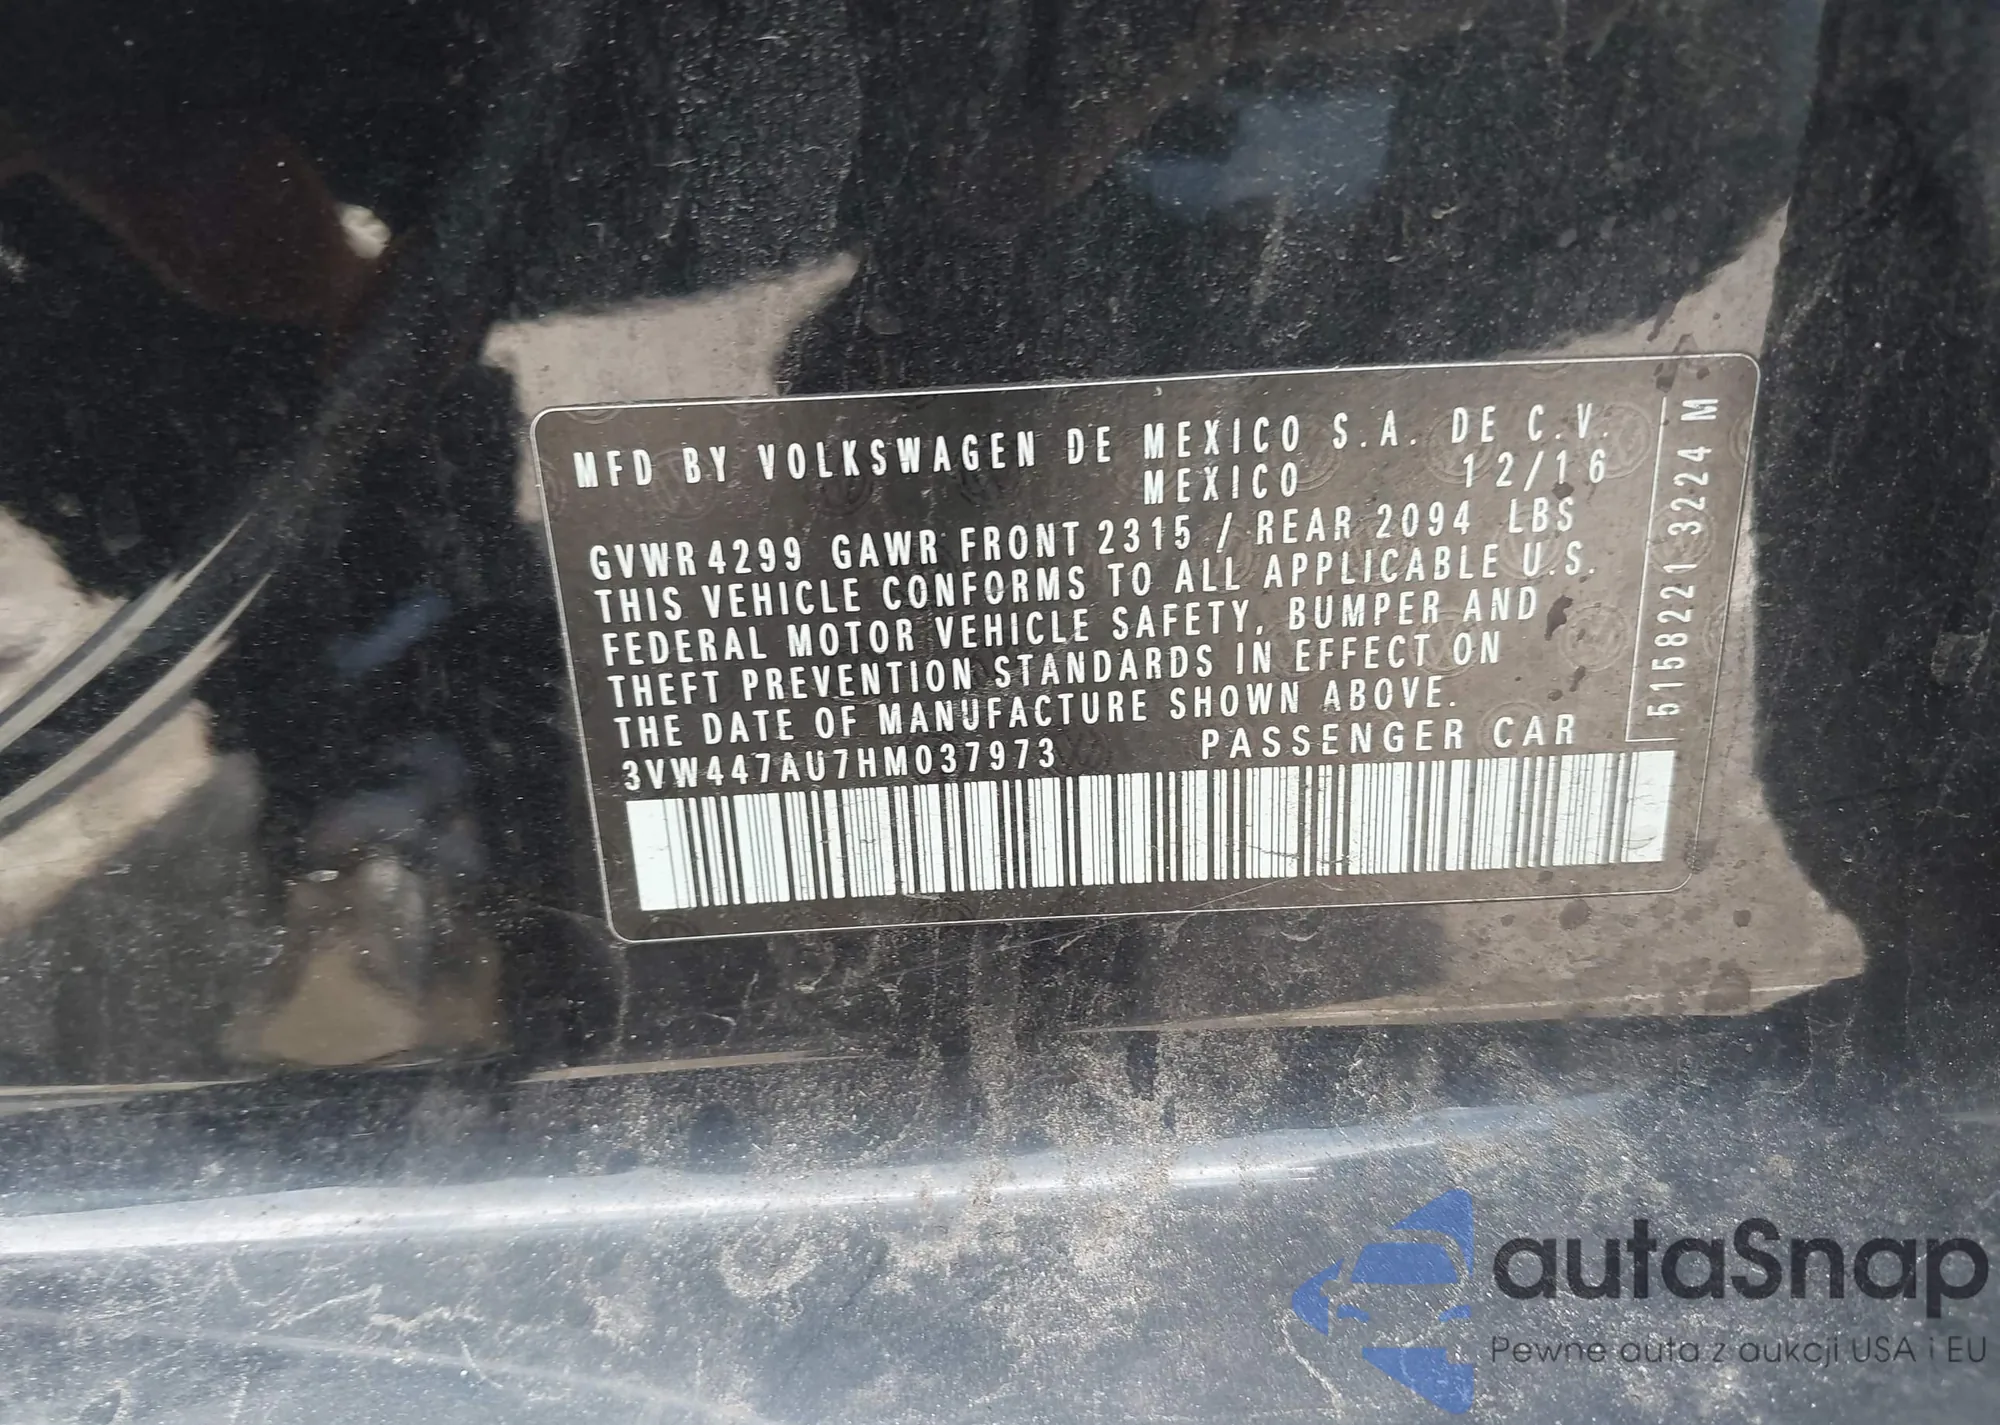 MFD BY VOLKSWAGEN DE MEXICO S.A. DE C.V.
MEXICO 12/16
GVWR 4299 GAWR FRONT 2315 / REAR 2094 LBS
THIS VEHICLE CONFORMS TO ALL APPLICABLE U.S.
FEDERAL MOTOR VEHICLE SAFETY, BUMPER AND
THEFT PREVENTION STANDARDS IN EFFECT ON
THE DATE OF MANUFACTURE SHOWN ABOVE.
3VW447AU7HM037973 PASSENGER CAR
5158221 3224 M
autaSnap
Pewne auta z aukcji USA i EU